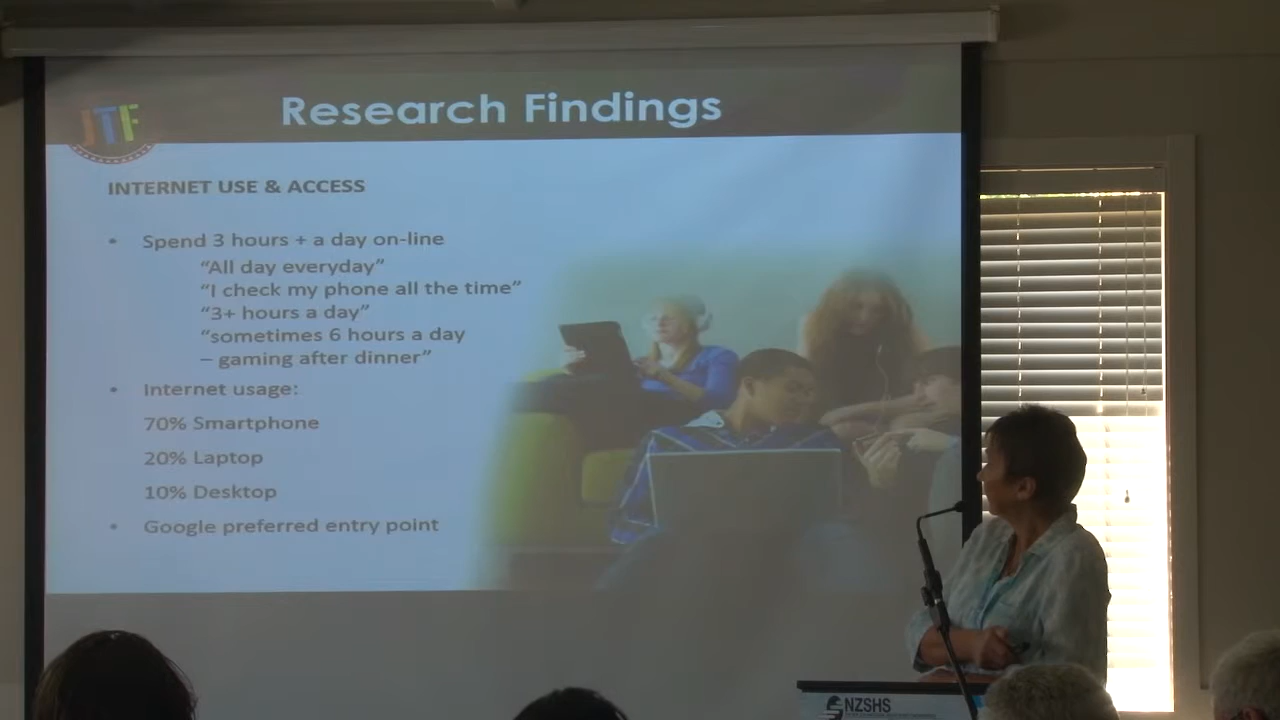 JTF
Research Findings
INTERNET USE & ACCESS
• Spend 3 hours + a day on-line
“All day everyday”
“I check my phone all the time”
“3+ hours a day”
“sometimes 6 hours a day
– gaming after dinner”
• Internet usage:
70% Smartphone
20% Laptop
10% Desktop
• Google preferred entry point
NZSHS